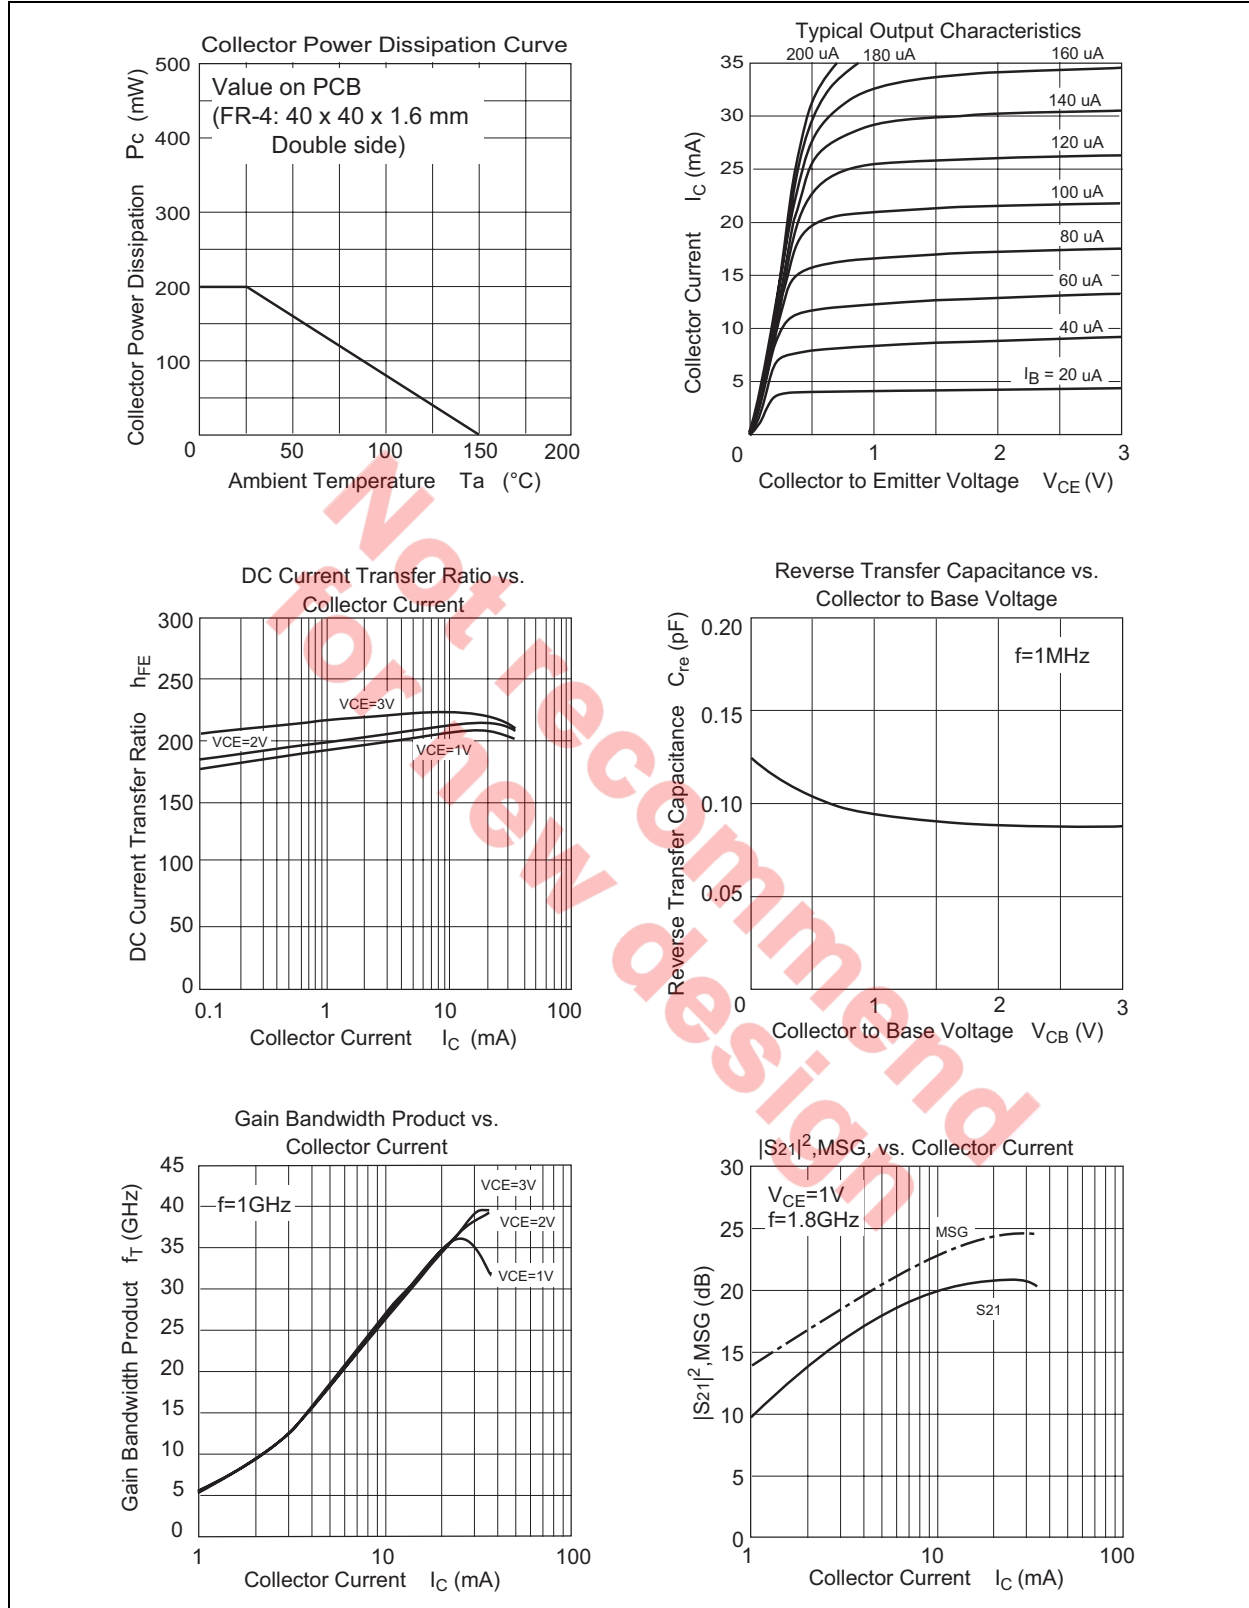 Collector Power Dissipation Curve
500
400
300
200
100
0
50
100
150
200
Value on PCB
(FR-4: 40 x 40 x 1.6 mm
Double side)
Collector Power Dissipation Pc (mW)
Ambient Temperature Ta (°C)
Typical Output Characteristics
35
30
25
20
15
10
5
0
1
2
3
200 uA
180 uA
160 uA
140 uA
120 uA
100 uA
80 uA
60 uA
40 uA
IB = 20 uA
Collector Current IC (mA)
Collector to Emitter Voltage VCE (V)
DC Current Transfer Ratio vs.
Collector Current
300
250
200
150
100
50
0
0.1
1
10
100
VCE=3V
VCE=2V
VCE=1V
DC Current Transfer Ratio hFE
Collector Current IC (mA)
Reverse Transfer Capacitance vs.
Collector to Base Voltage
0.20
0.15
0.10
0.05
0
1
2
3
f=1MHz
Reverse Transfer Capacitance Cre (pF)
Collector to Base Voltage VCB (V)
Gain Bandwidth Product vs.
Collector Current
45
40
35
30
25
20
15
10
5
0
1
10
100
f=1GHz
VCE=3V
VCE=2V
VCE=1V
Gain Bandwidth Product fT (GHz)
Collector Current IC (mA)
|S21|²,MSG, vs. Collector Current
30
25
20
15
10
5
0
1
10
100
VCE=1V
f=1.8GHz
MSG
S21
|S21|²,MSG (dB)
Collector Current IC (mA)
Not recommend
for new design